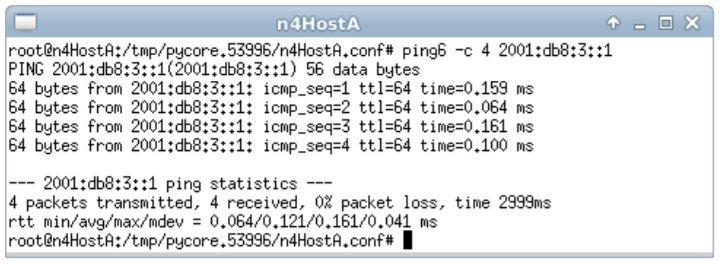 n4HostA
root@n4HostA:/tmp/pycore.53996/n4HostA.conf# ping6 -c 4 2001:db8:3::1
PING 2001:db8:3::1(2001:db8:3::1) 56 data bytes
64 bytes from 2001:db8:3::1: icmp_seq=1 ttl=64 time=0.159 ms
64 bytes from 2001:db8:3::1: icmp_seq=2 ttl=64 time=0.064 ms
64 bytes from 2001:db8:3::1: icmp_seq=3 ttl=64 time=0.161 ms
64 bytes from 2001:db8:3::1: icmp_seq=4 ttl=64 time=0.100 ms
--- 2001:db8:3::1 ping statistics ---
4 packets transmitted, 4 received, 0% packet loss, time 2999ms
rtt min/avg/max/mdev = 0.064/0.121/0.161/0.041 ms
root@n4HostA:/tmp/pycore.53996/n4HostA.conf#